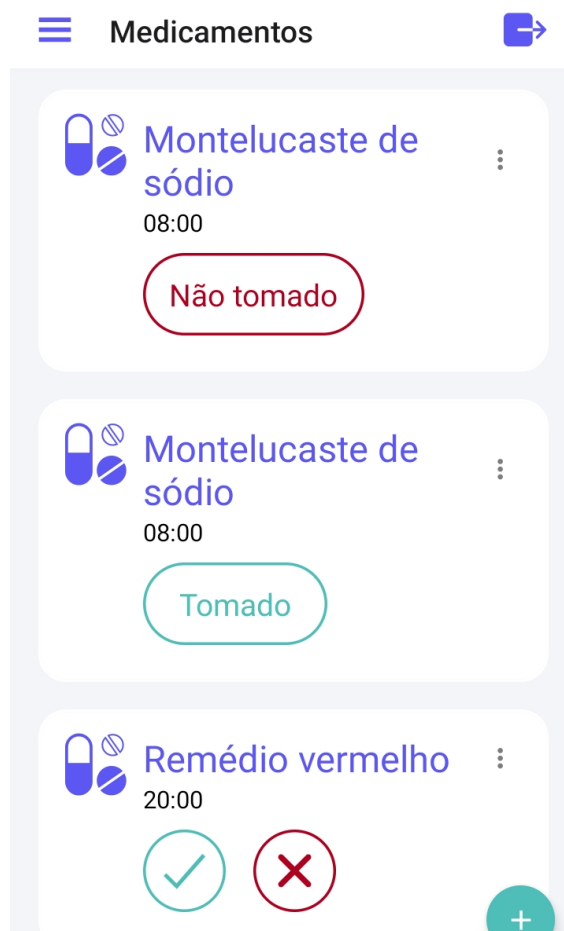 Medicamentos
Montelucaste de
sódio
08:00
Não tomado
Montelucaste de
sódio
08:00
Tomado
Remédio vermelho
20:00